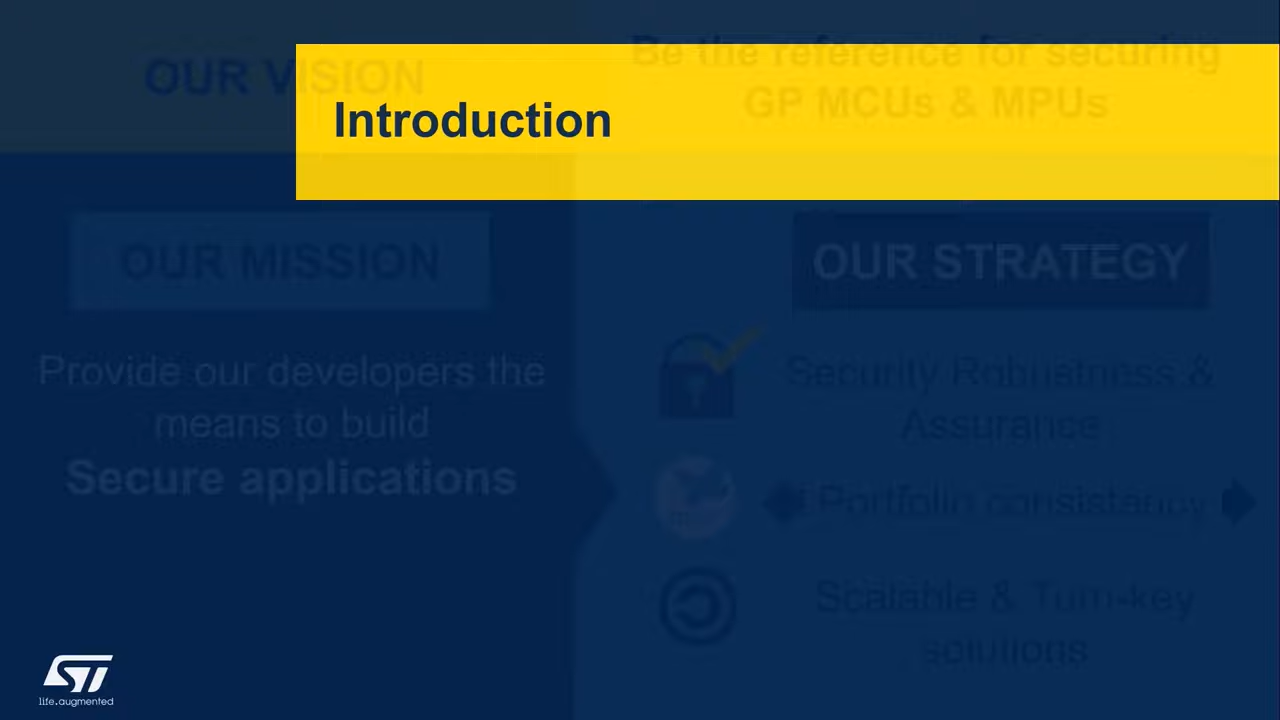 OUR VISION
Be the reference for securing
GP MCUs & MPUs
Introduction
OUR MISSION
OUR STRATEGY
Provide our developers the
means to build
Secure applications
Security Robustness &
Assurance
Portfolio consistency
Scalable & Turn-key
solutions
ST
life.augmented